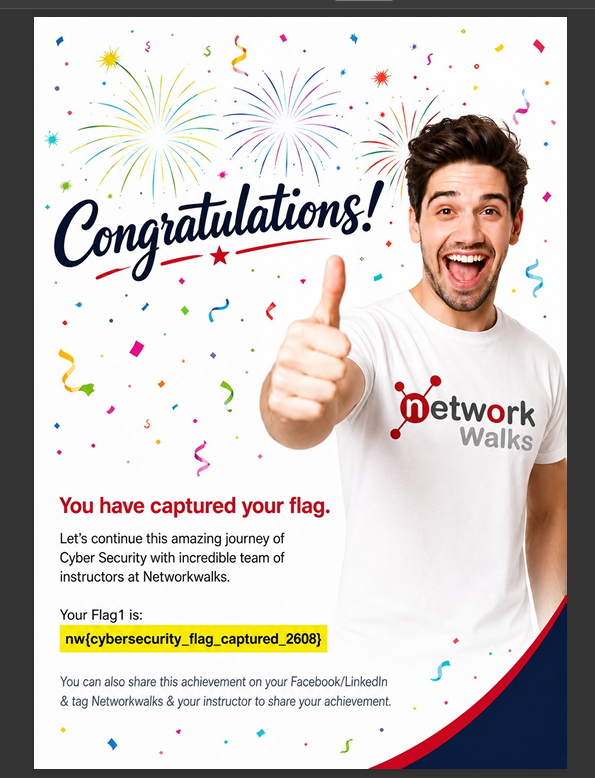 Congratulations!
network
Walks
You have captured your flag.
Let's continue this amazing journey of
Cyber Security with incredible team of
instructors at Networkwalks.
Your Flag1 is:
nw{cybersecurity_flag_captured_2608}
You can also share this achievement on your Facebook/LinkedIn
& tag Networkwalks & your instructor to share your achievement.